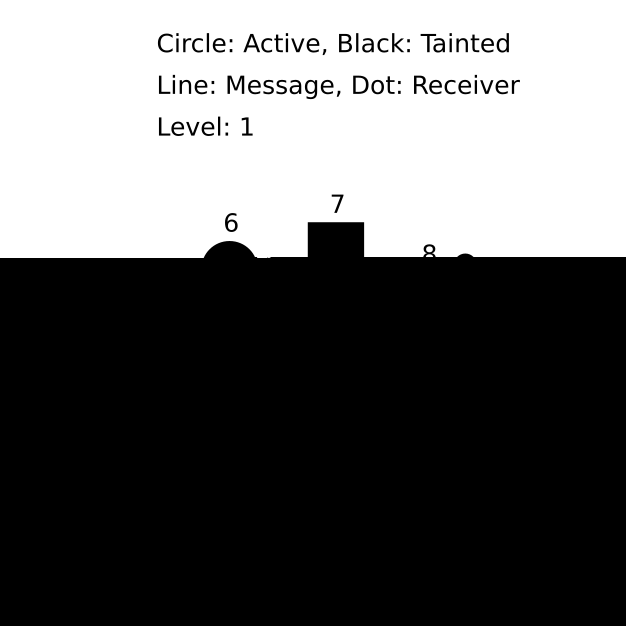 Circle: Active, Black: Tainted
Line: Message, Dot: Receiver
Level: 1
7
6
8